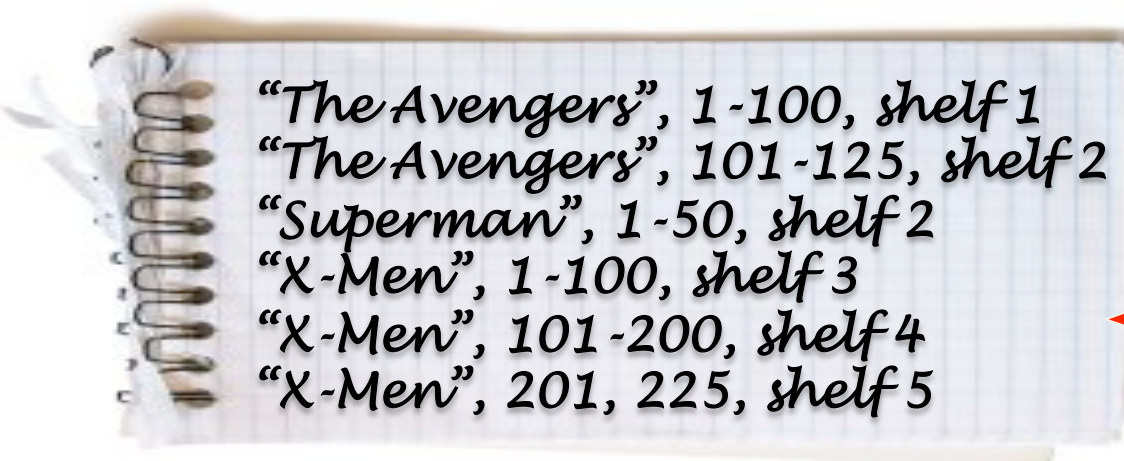 “The Avengers”, 1-100, shelf 1
“The Avengers”, 101-125, shelf 2
“Superman”, 1-50, shelf 2
“X-Men”, 1-100, shelf 3
“X-Men”, 101-200, shelf 4
“X-Men”, 201, 225, shelf 5